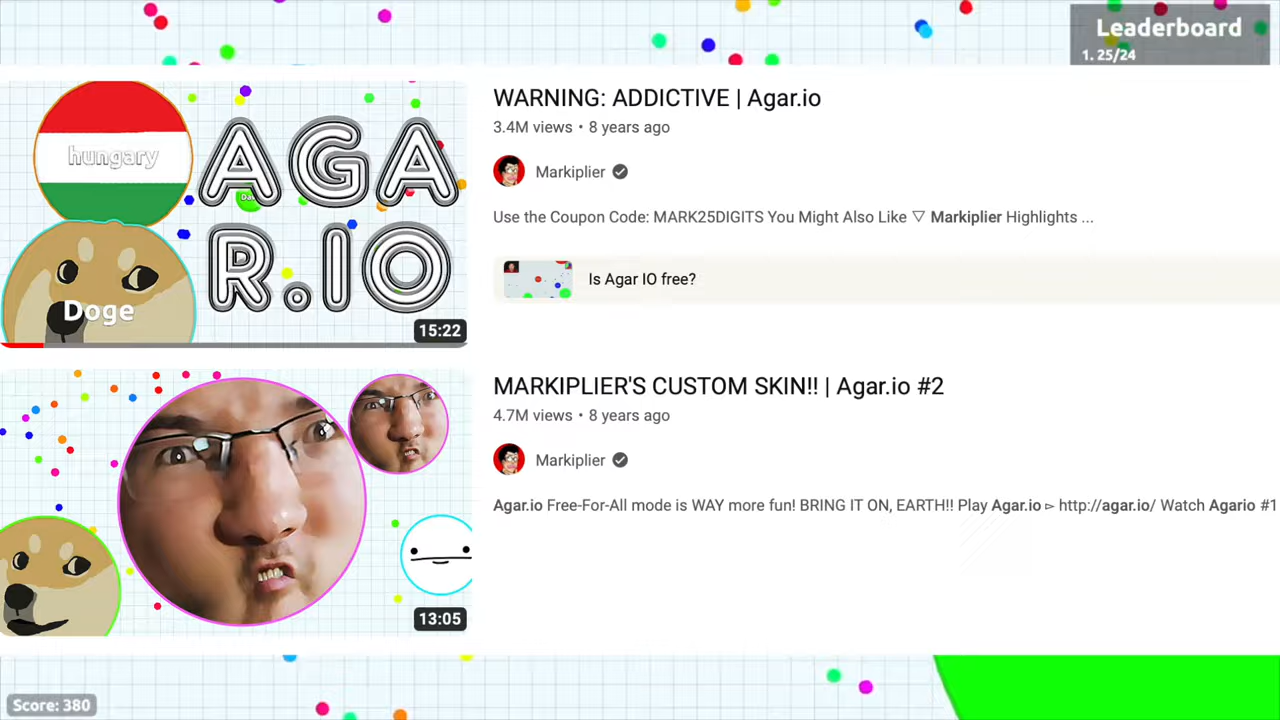 Leaderboard
1. 25/24
hungary
AGA
R.IO
Doge
15:22
WARNING: ADDICTIVE | Agar.io
3.4M views • 8 years ago
Markiplier
Use the Coupon Code: MARK25DIGITS You Might Also Like ▽ Markiplier Highlights ...
Is Agar IO free?
13:05
MARKIPLIER'S CUSTOM SKIN!! | Agar.io #2
4.7M views • 8 years ago
Markiplier
Agar.io Free-For-All mode is WAY more fun! BRING IT ON, EARTH!! Play Agar.io ▻ http://agar.io/ Watch Agario #1
Score: 380